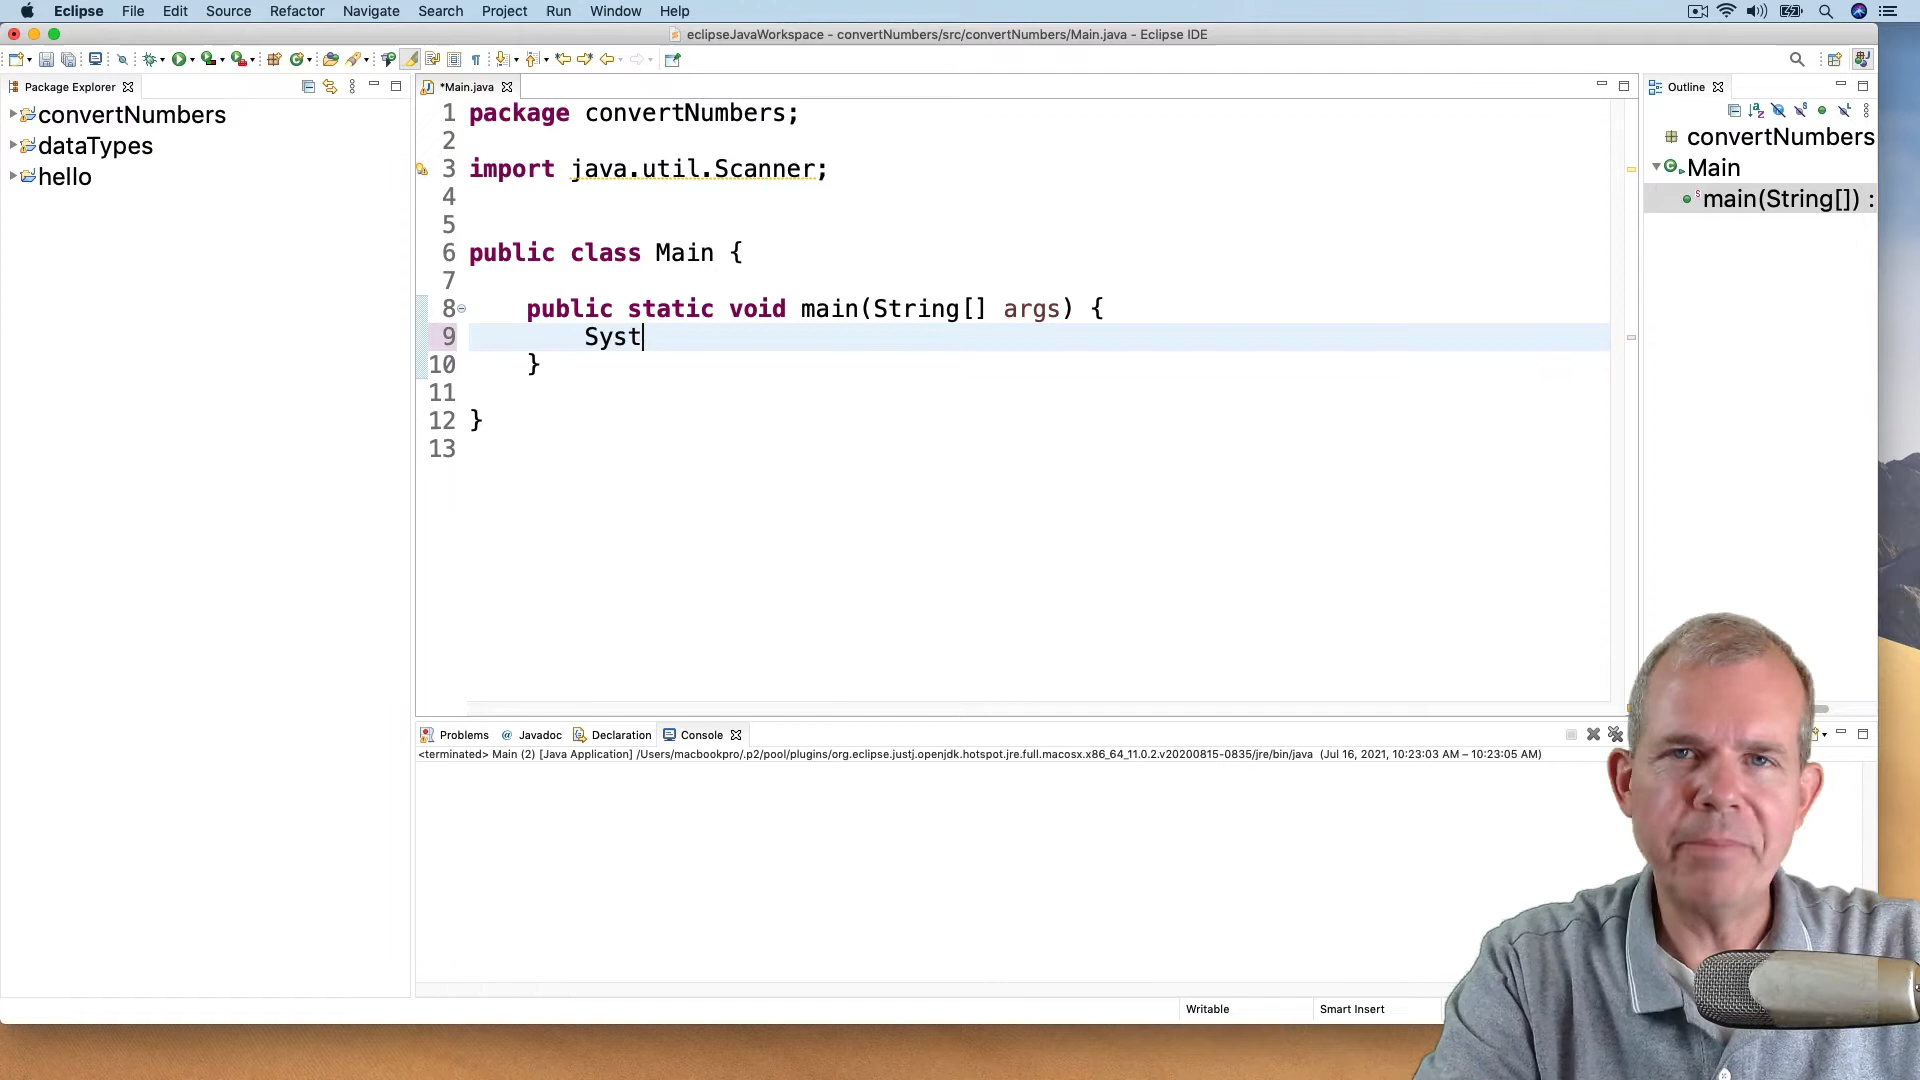 Eclipse File Edit Source Refactor Navigate Search Project Run Window Help
eclipseJavaWorkspace - convertNumbers/src/convertNumbers/Main.java - Eclipse IDE
Package Explorer
*Main.java
Outline
convertNumbers
dataTypes
hello
1 package convertNumbers;
2
3 import java.util.Scanner;
4
5
6 public class Main {
7
8 public static void main(String[] args) {
9 Syst
10 }
11
12 }
13
convertNumbers
Main
main(String[]) :
Problems Javadoc Declaration Console
<terminated> Main (2) [Java Application] /Users/macbookpro/.p2/pool/plugins/org.eclipse.justj.openjdk.hotspot.jre.full.macosx.x86_64_11.0.2.v20200815-0835/jre/bin/java (Jul 16, 2021, 10:23:03 AM – 10:23:05 AM)
Writable Smart Insert